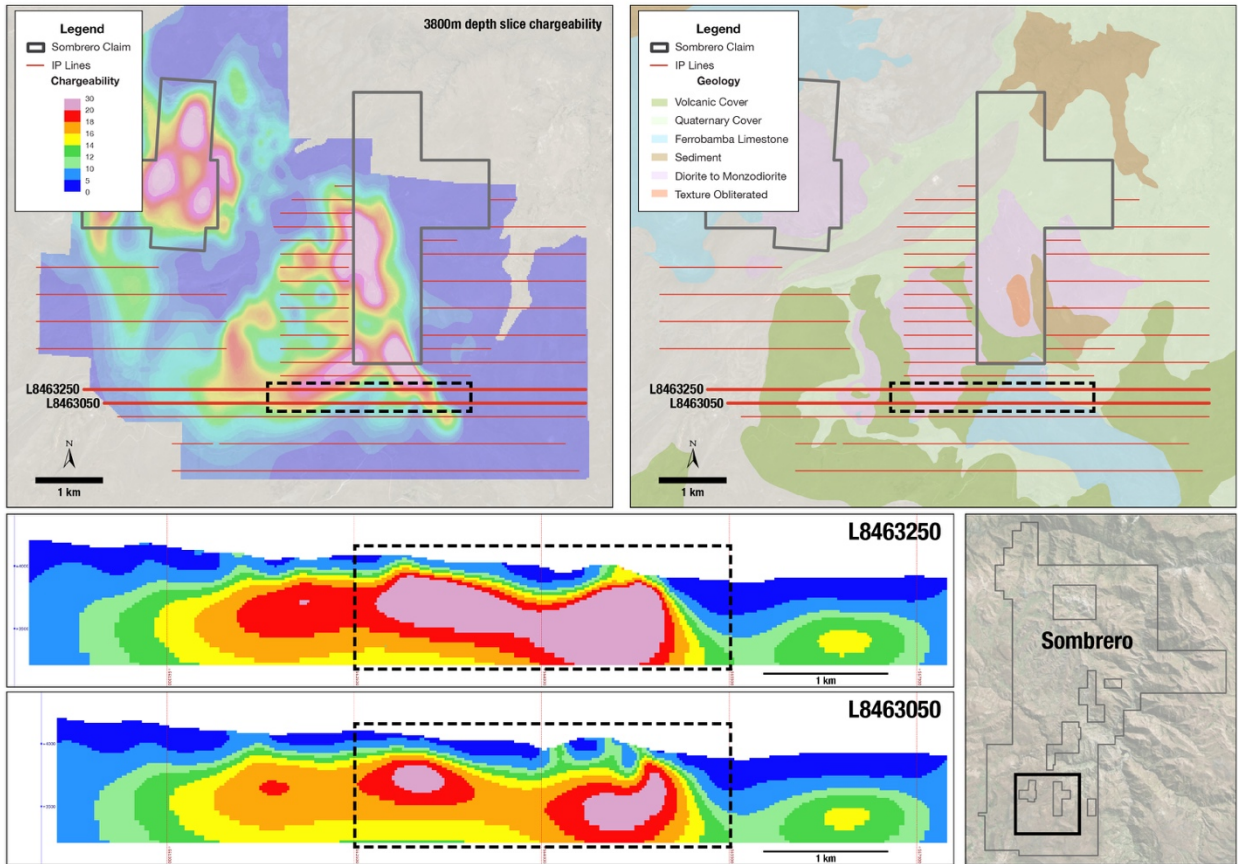 Legend
Sombrero Claim
IP Lines
Chargeability
30
20
18
16
14
12
10
5
0
3800m depth slice chargeability
L8463250
L8463050
N
1 km
Legend
Sombrero Claim
IP Lines
Geology
Volcanic Cover
Quaternary Cover
Ferrobamba Limestone
Sediment
Diorite to Monzodiorite
Texture Obliterated
L8463250
L8463050
N
1 km
L8463250
1 km
L8463050
1 km
Sombrero